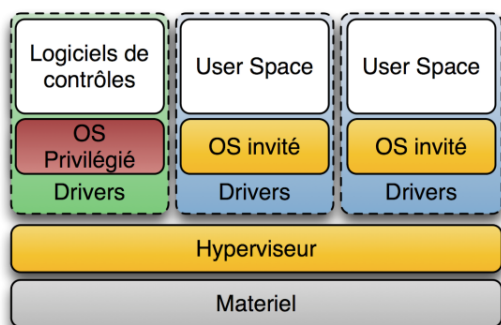 Logiciels de
contrôles
User Space
User Space
OS
Privilégié
OS invité
OS invité
Drivers
Drivers
Drivers
Hyperviseur
Materiel